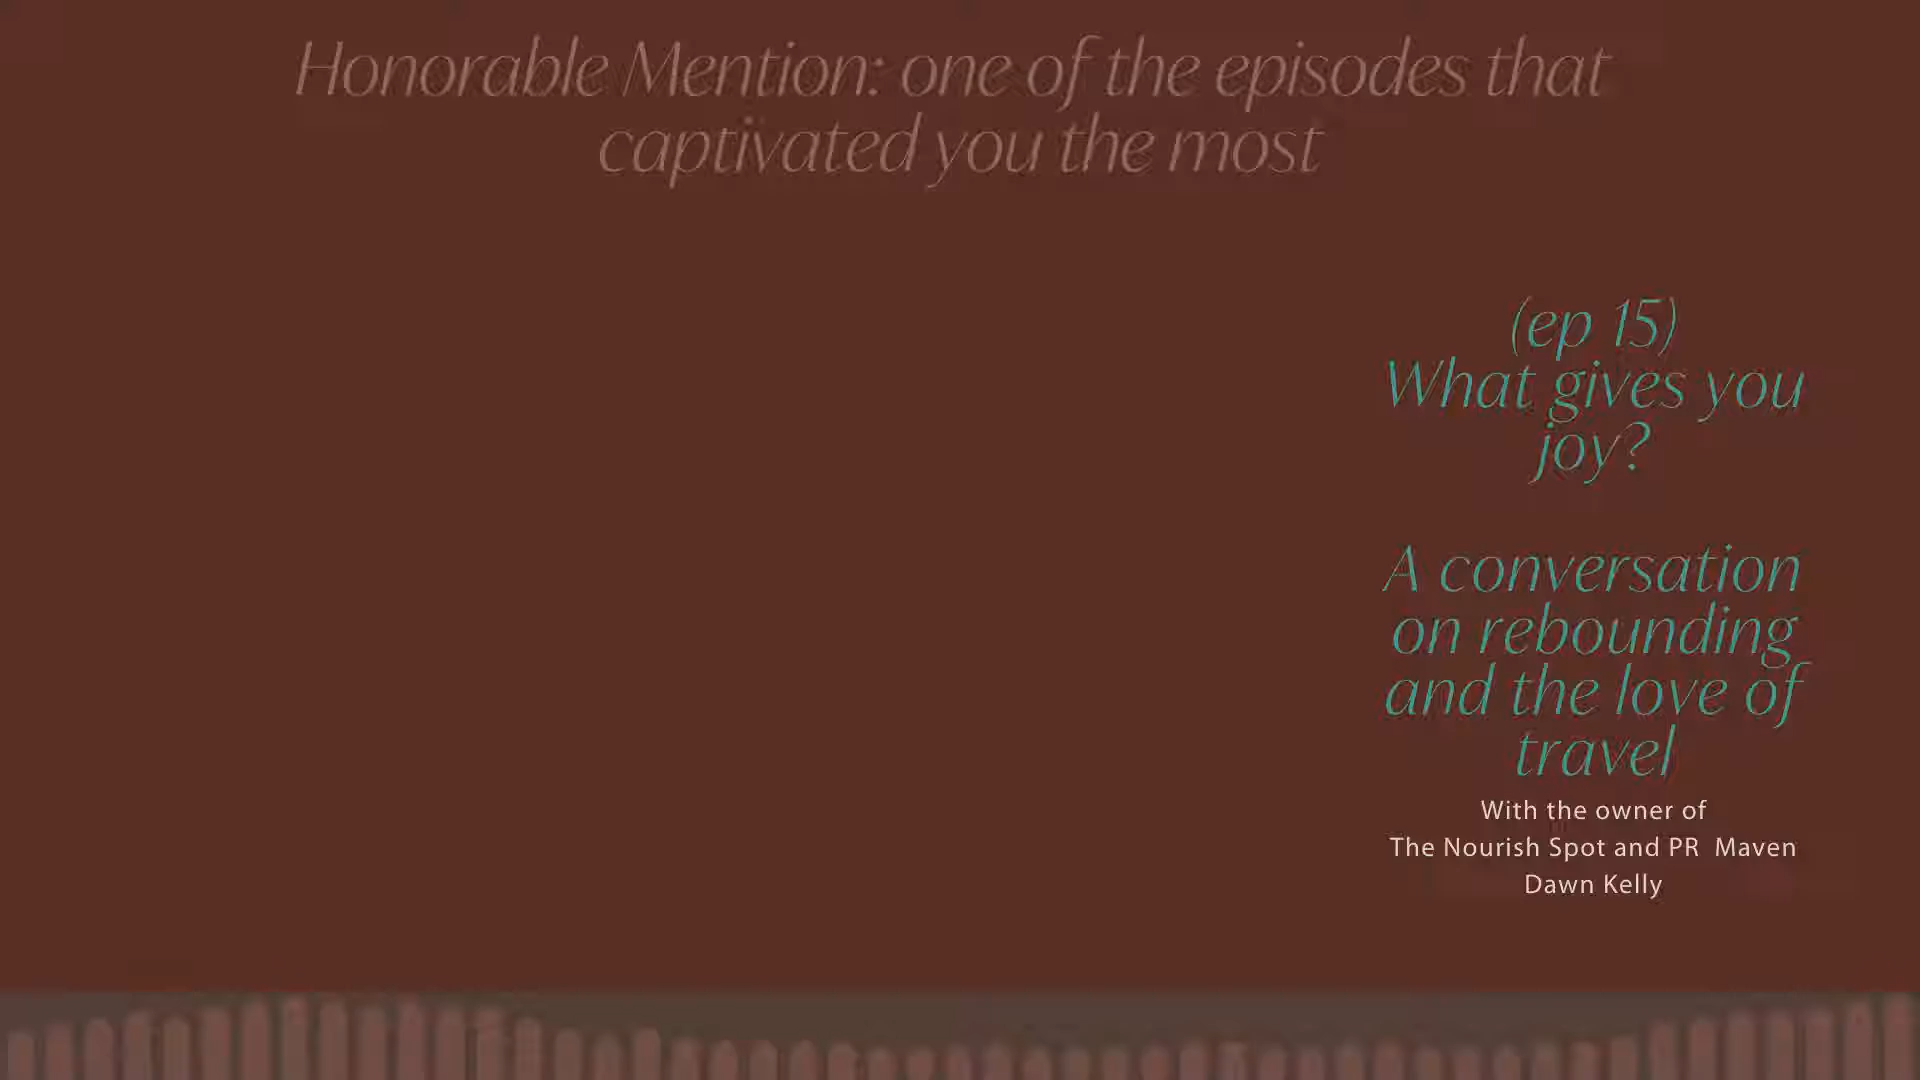 Honorable Mention: one of the episodes that
captivated you the most
(ep 15)
What gives you
joy?
A conversation
on rebounding
and the love of
travel
With the owner of
The Nourish Spot and PR  Maven
Dawn Kelly